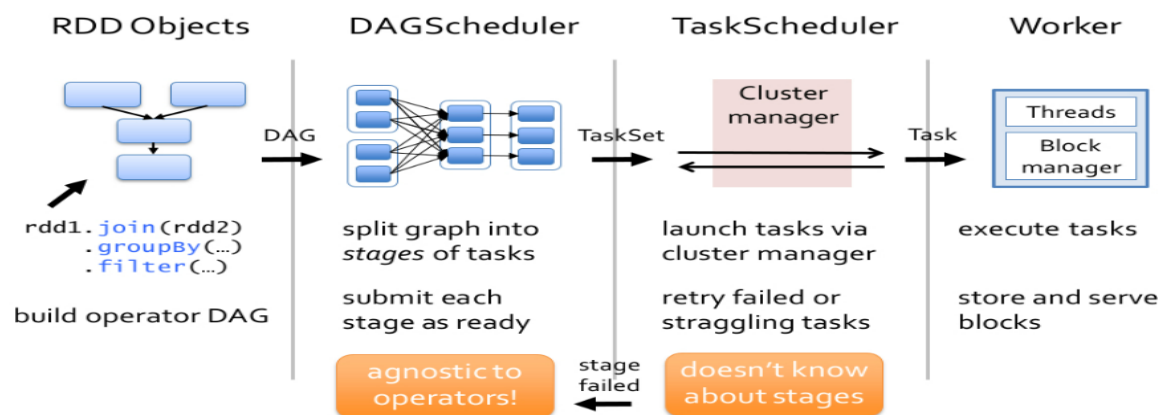 RDD Objects
DAGScheduler
TaskScheduler
Worker
DAG
TaskSet
Cluster
manager
Task
Threads
Block
manager
rdd1.join(rdd2)
.groupBy(…)
.filter(…)
build operator DAG
split graph into
stages of tasks
submit each
stage as ready
agnostic to
operators!
stage
failed
launch tasks via
cluster manager
retry failed or
straggling tasks
doesn't know
about stages
execute tasks
store and serve
blocks